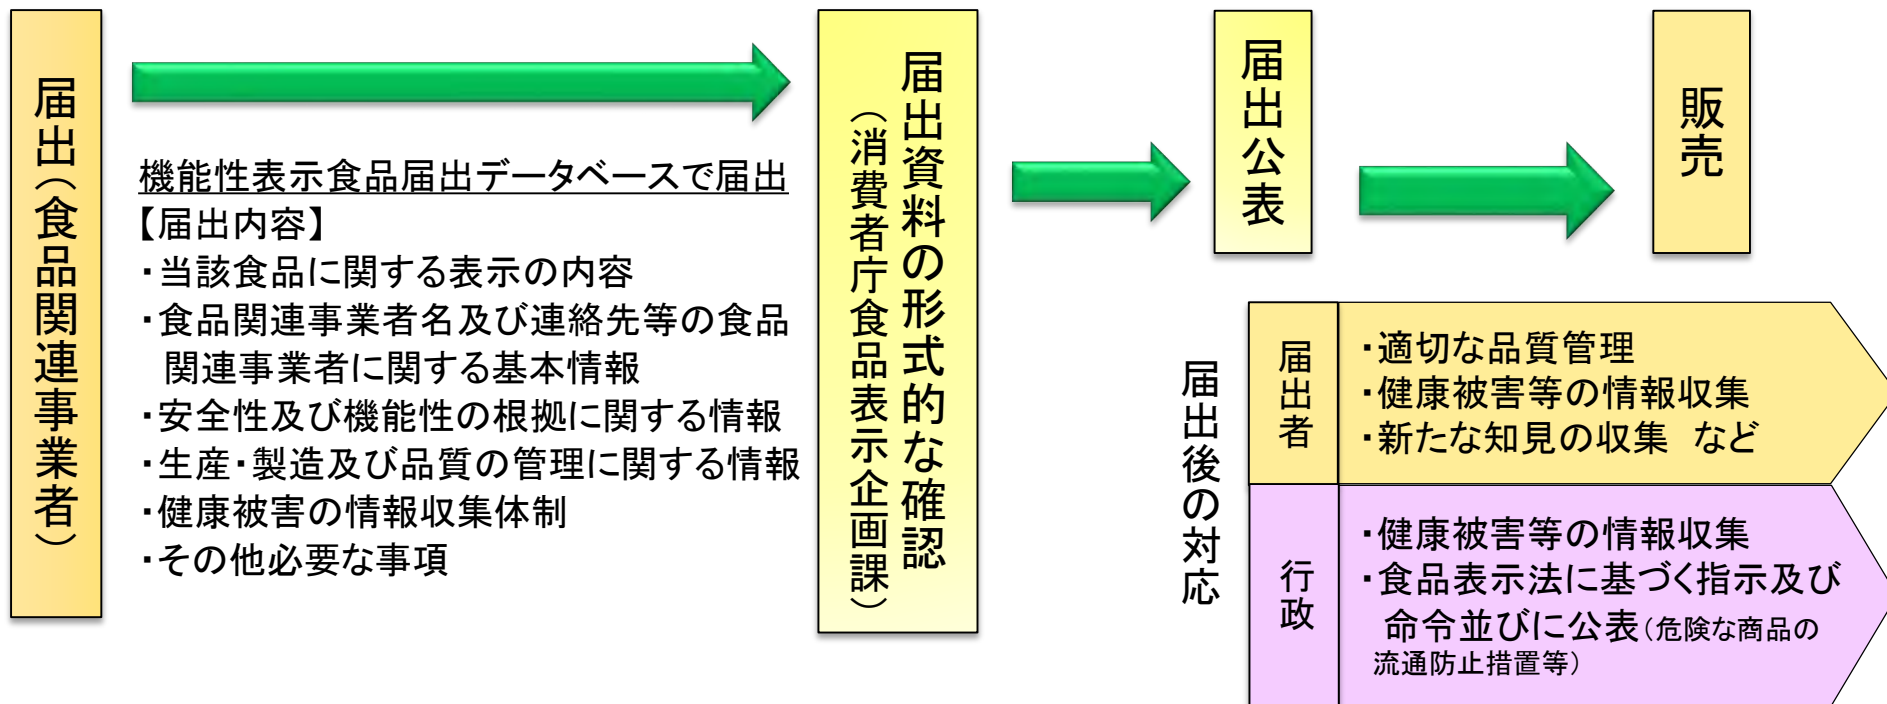 届出（食品関連事業者）
機能性表示食品届出データベースで届出
【届出内容】
・当該食品に関する表示の内容
・食品関連事業者名及び連絡先等の食品
関連事業者に関する基本情報
・安全性及び機能性の根拠に関する情報
・生産・製造及び品質の管理に関する情報
・健康被害の情報収集体制
・その他必要な事項
届出資料の形式的な確認
（消費者庁食品表示企画課）
届出公表
販売
届出後の対応
届出者
・適切な品質管理
・健康被害等の情報収集
・新たな知見の収集　など
行政
・健康被害等の情報収集
・食品表示法に基づく指示及び
命令並びに公表（危険な商品の
流通防止措置等）